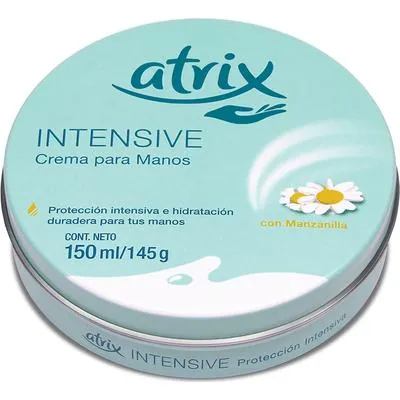 atrix
INTENSIVE
Crema para Manos
Protección intensiva e hidratación
duradera para tus manos
CONT. NETO
150 ml/145 g
con Manzanilla
atrix INTENSIVE Protección Intensiva